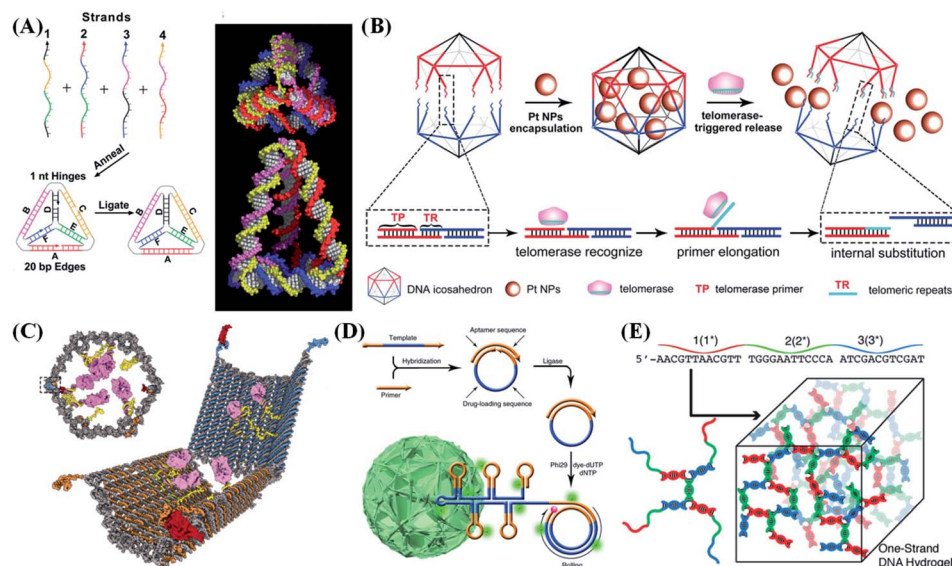 (A)
Strands
1 2 3 4
+ + +
Anneal
1 nt Hinges
Ligate
B D C
F E
A
B D C
F E
A
20 bp Edges
(B)
Pt NPs
encapsulation
telomerase-
triggered release
TP TR
telomerase recognize
primer elongation
internal substitution
DNA icosahedron
Pt NPs
telomerase
TP telomerase primer
TR
telomeric repeats
(C)
(D)
Template
Hybridization
Primer
Aptamer sequence
Drug-loading sequence
Ligase
Phi29 dye-dUTP
dNTP
Rolling
(E)
1(1*) 2(2*) 3(3*)
5'-AACGTTAACGTT TGGGAATTCCCA ATCGACGTCGAT
One-Strand
DNA Hydrogel